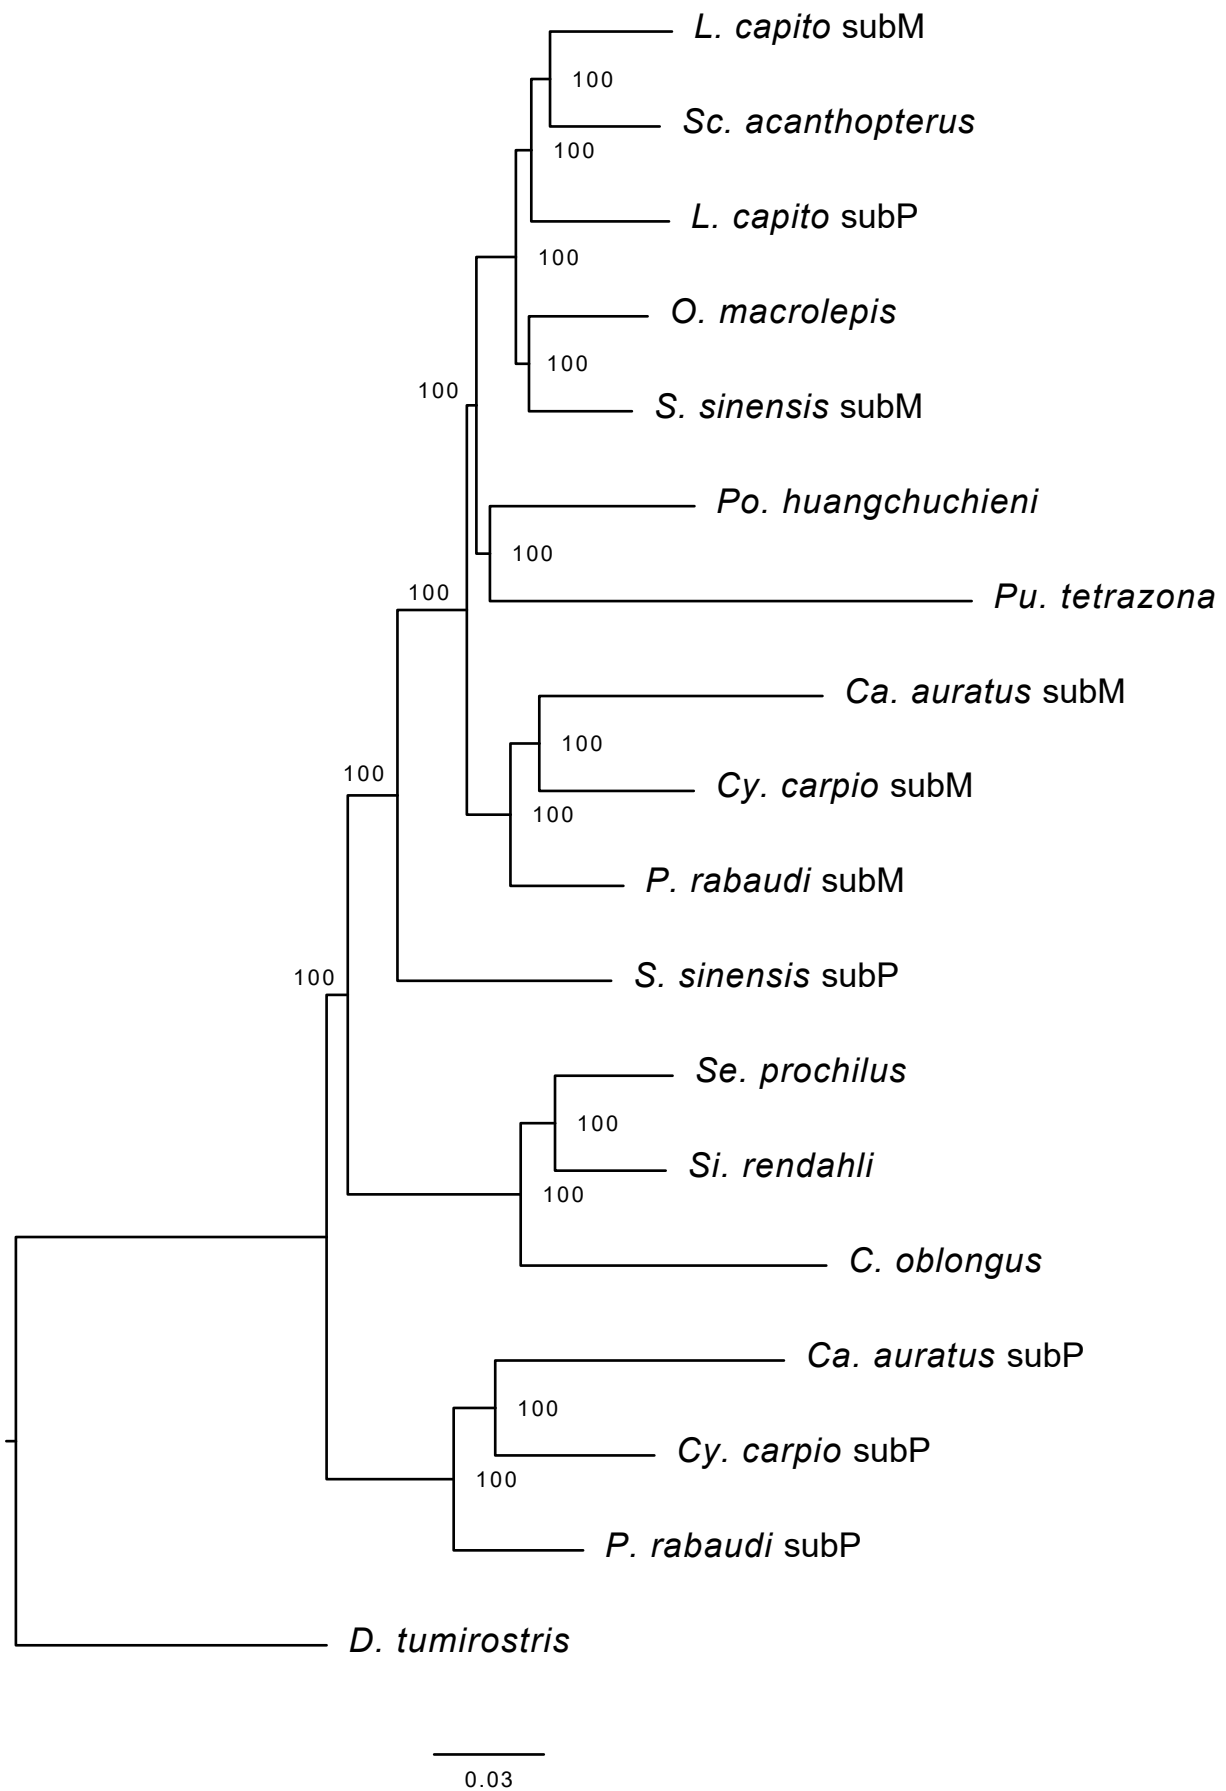 L. capito subM
100
Sc. acanthopterus
100
L. capito subP
100
O. macrolepis
100
S. sinensis subM
100
Po. huangchuchieni
100
Pu. tetrazona
100
Ca. auratus subM
100
100
Cy. carpio subM
100
P. rabaudi subM
S. sinensis subP
100
Se. prochilus
100
Si. rendahli
100
C. oblongus
Ca. auratus subP
100
Cy. carpio subP
100
P. rabaudi subP
D. tumirostris
0.03